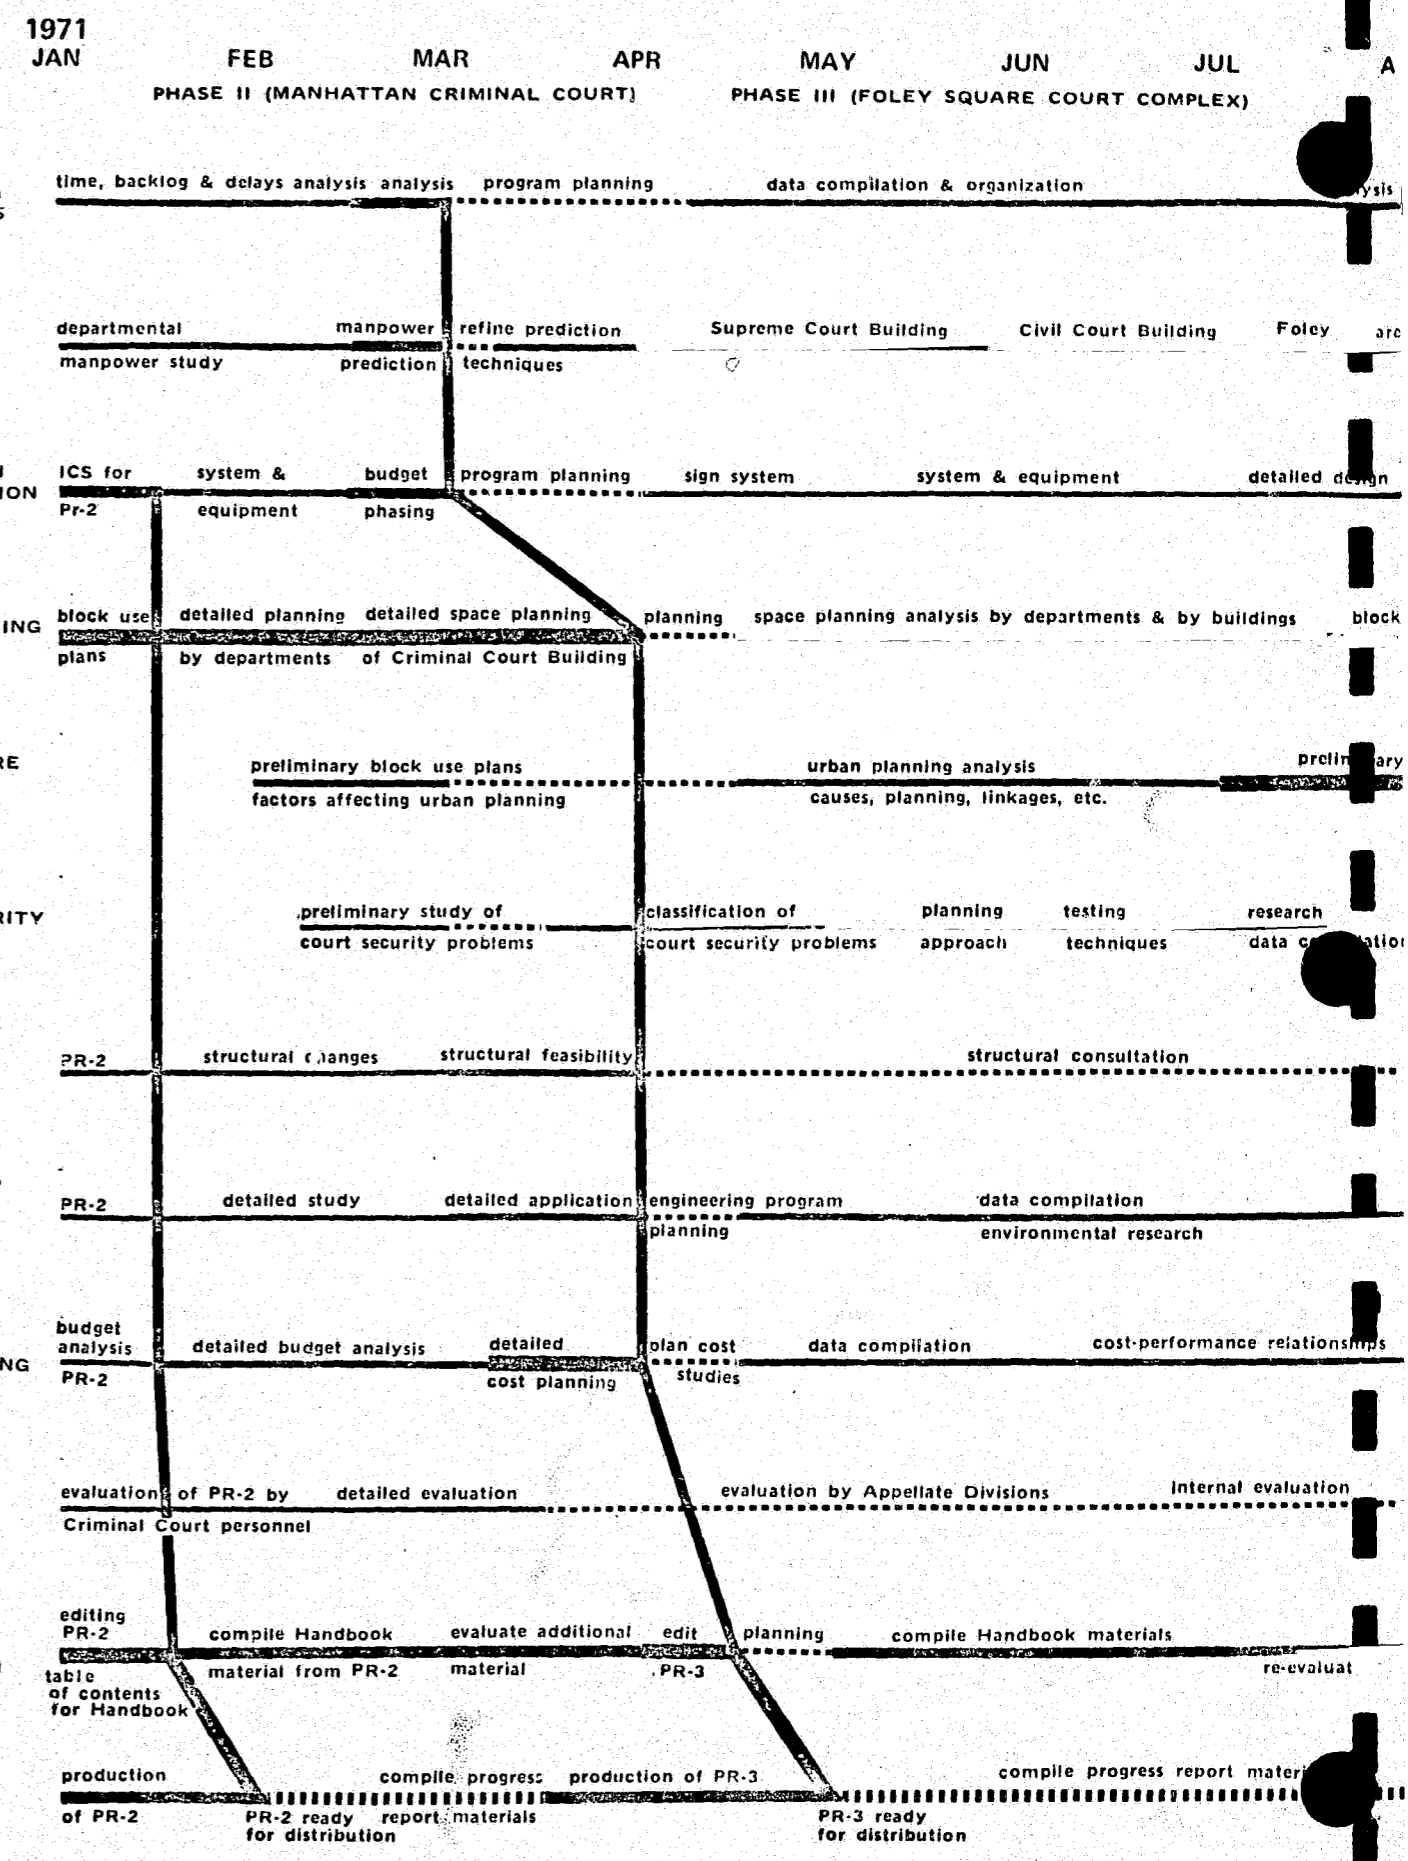 1971
JAN FEB MAR APR MAY JUN JUL A
PHASE II (MANHATTAN CRIMINAL COURT) PHASE III (FOLEY SQUARE COURT COMPLEX)
time, backlog & delays analysis analysis program planning data compilation & organization
departmental manpower refine prediction Supreme Court Building Civil Court Building Foley
manpower study prediction techniques
ICS for system & budget program planning sign system system & equipment detailed design
ION
Pr-2 equipment phasing
block use detailed planning detailed space planning planning space planning analysis by departments & by buildings block
ING
plans by departments of Criminal Court Building
RE
preliminary block use plans urban planning analysis
factors affecting urban planning causes, planning, linkages, etc.
RITY
preliminary study of classification of planning testing research
court security problems court security problems approach techniques data
PR-2 structural structural feasibility structural consultation
PR-2 detailed study detailed application engineering program data compilation
planning environmental research
budget
analysis detailed budget analysis detailed plan cost data compilation cost-performance relationships
NG
PR-2 cost planning studies
evaluation of PR-2 by detailed evaluation evaluation by Appellate Divisions Internal evaluation
Criminal Court personnel
editing
PR-2 compile Handbook evaluate additional edit planning compile Handbook materials
table material from PR-2 material PR-3 re-evaluat
of contents
for Handbook
production compile progress production of PR-3 compile progress report
of PR-2 PR-2 ready report materials PR-3 ready
for distribution for distribution